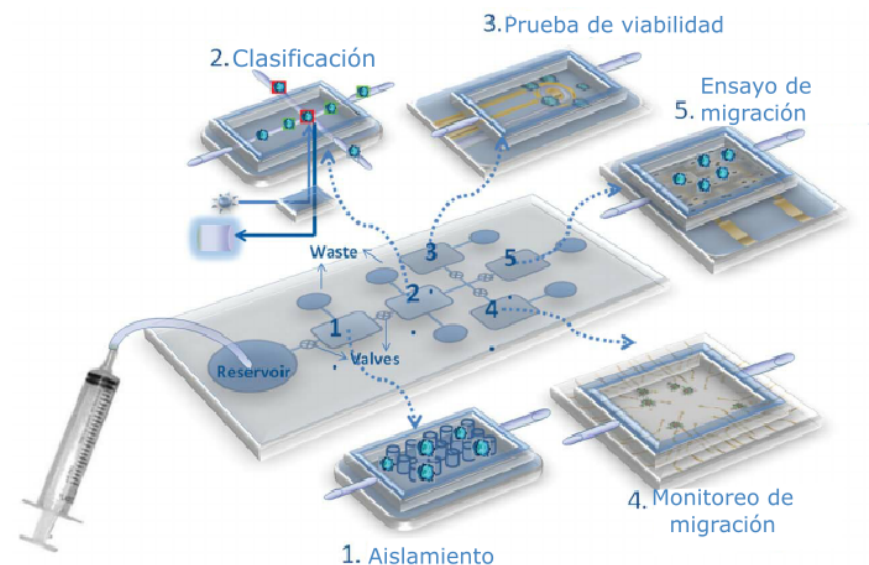 3. Prueba de viabilidad
2. Clasificación
5. Ensayo de
migración
Waste
3
5
2
4
1
Valves
Reservoir
4. Monitoreo de
migración
1. Aislamiento